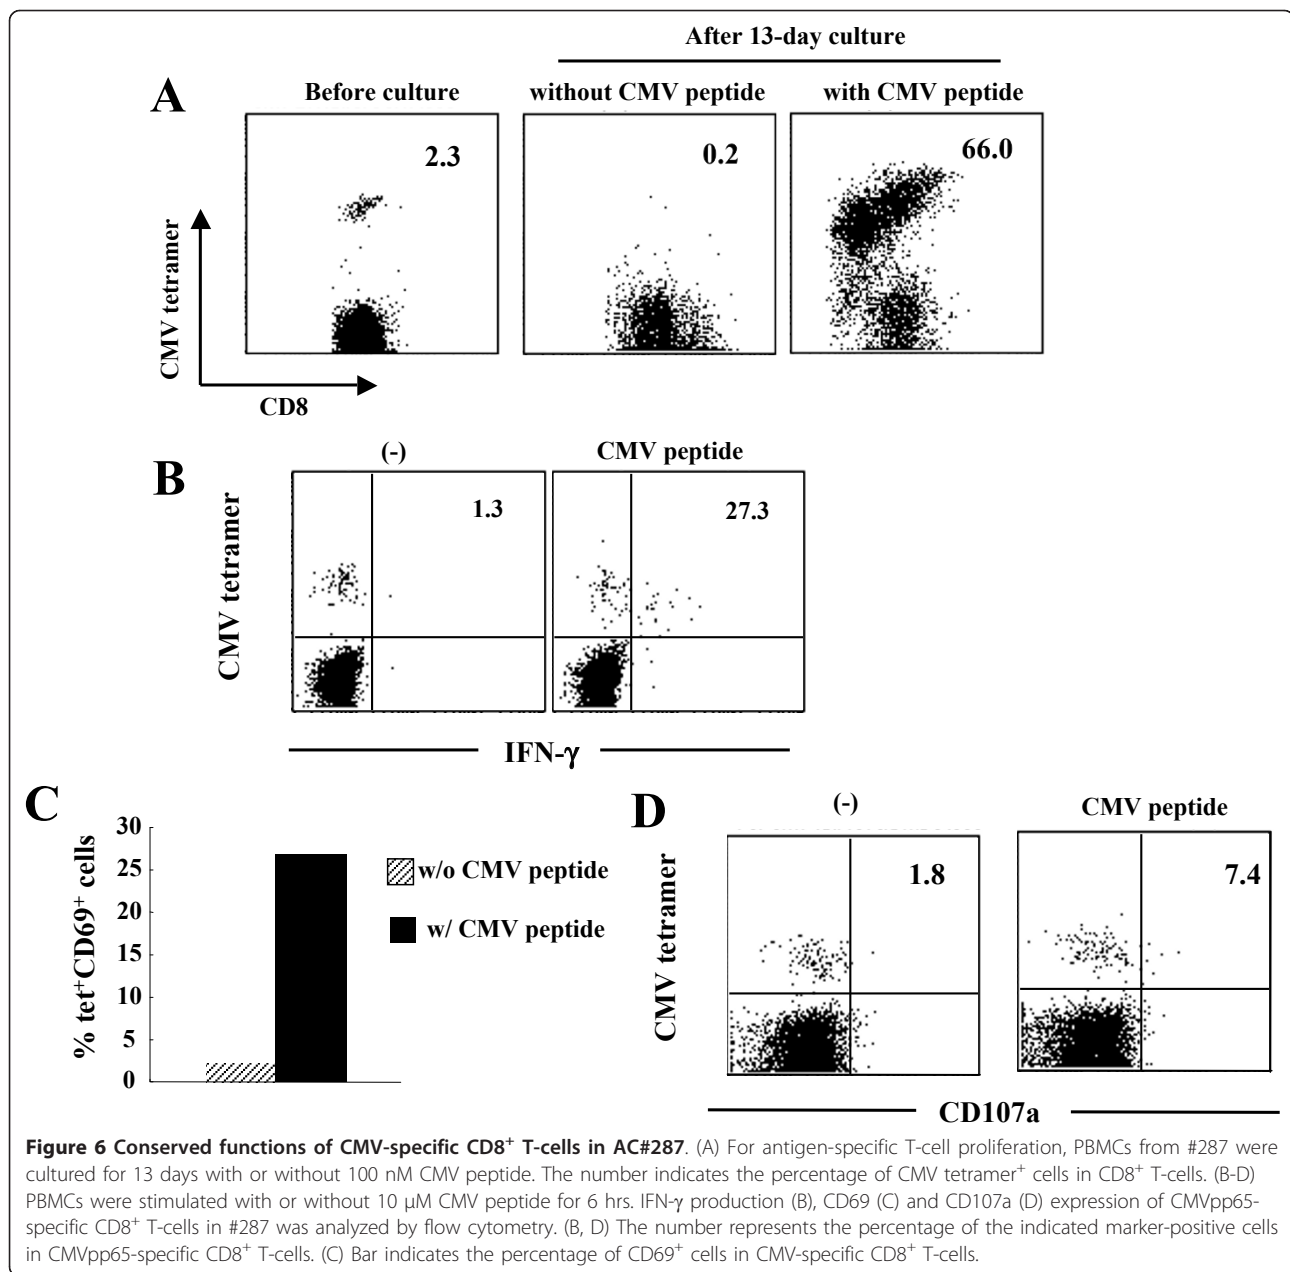 After 13-day culture
A
Before culture
without CMV peptide
with CMV peptide
2.3
0.2
66.0
CMV tetramer
CD8
B
(-)
CMV peptide
CMV tetramer
1.3
27.3
IFN-γ
C
% tet⁺CD69⁺ cells
30
25
20
15
10
5
0
w/o CMV peptide
w/ CMV peptide
D
(-)
CMV peptide
CMV tetramer
1.8
7.4
CD107a
Figure 6 Conserved functions of CMV-specific CD8⁺ T-cells in AC#287. (A) For antigen-specific T-cell proliferation, PBMCs from #287 were
cultured for 13 days with or without 100 nM CMV peptide. The number indicates the percentage of CMV tetramer⁺ cells in CD8⁺ T-cells. (B-D)
PBMCs were stimulated with or without 10 μM CMV peptide for 6 hrs. IFN-γ production (B), CD69 (C) and CD107a (D) expression of CMVpp65-
specific CD8⁺ T-cells in #287 was analyzed by flow cytometry. (B, D) The number represents the percentage of the indicated marker-positive cells
in CMVpp65-specific CD8⁺ T-cells. (C) Bar indicates the percentage of CD69⁺ cells in CMV-specific CD8⁺ T-cells.